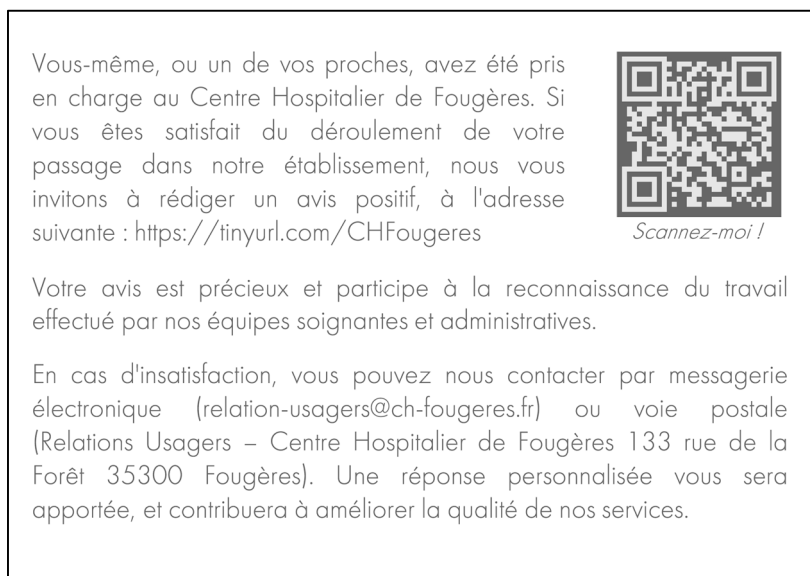 Vous-même, ou un de vos proches, avez été pris
en charge au Centre Hospitalier de Fougères. Si
vous êtes satisfait du déroulement de votre
passage dans notre établissement, nous vous
invitons à rédiger un avis positif, à l'adresse
suivante : https://tinyurl.com/CHFougeres
Scannez-moi !
Votre avis est précieux et participe à la reconnaissance du travail
effectué par nos équipes soignantes et administratives.
En cas d'insatisfaction, vous pouvez nous contacter par messagerie
électronique (relation-usagers@ch-fougeres.fr) ou voie postale
(Relations Usagers – Centre Hospitalier de Fougères 133 rue de la
Forêt 35300 Fougères). Une réponse personnalisée vous sera
apportée, et contribuera à améliorer la qualité de nos services.